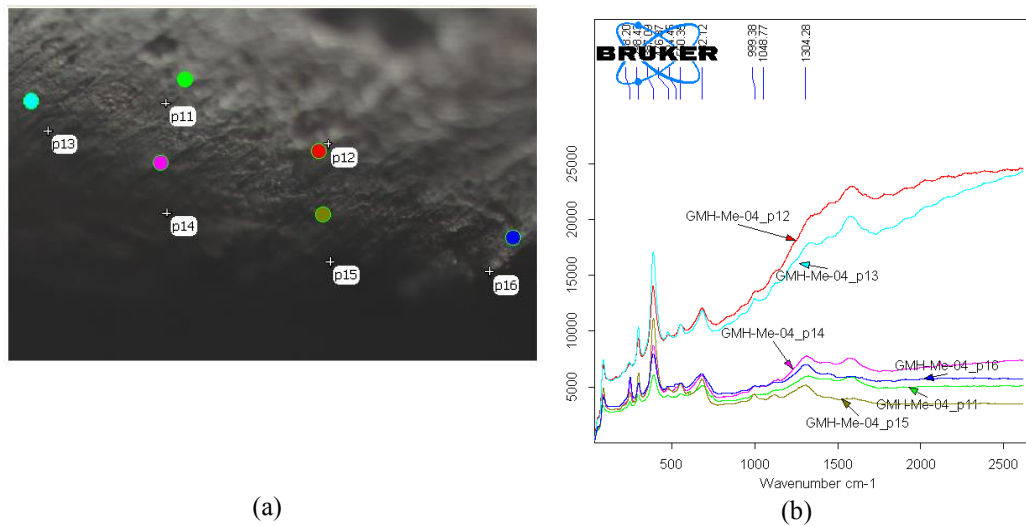 p11
p13
p12
p14
p15
p16
(a)
BRUKER
999.38
1048.77
1304.28
25000
20000
15000
10000
5000
GMH-Me-04_p12
GMH-Me-04_p13
GMH-Me-04_p14
GMH-Me-04_p16
GMH-Me-04_p11
GMH-Me-04_p15
500
1000
1500
2000
2500
Wavenumber cm-1
(b)